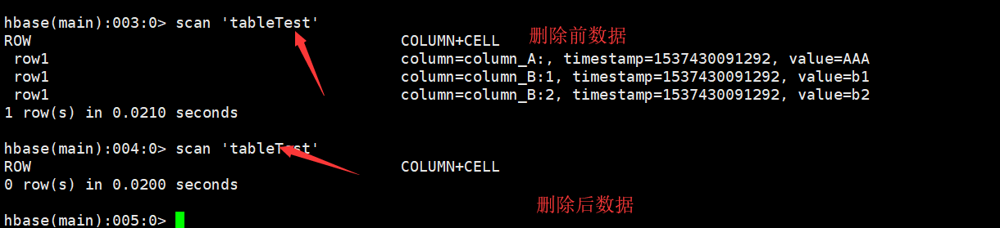 hbase(main):003:0> scan 'tableTest'
ROW COLUMN+CELL 删除前数据
row1 column=column_A:, timestamp=1537430091292, value=AAA
row1 column=column_B:1, timestamp=1537430091292, value=b1
row1 column=column_B:2, timestamp=1537430091292, value=b2
1 row(s) in 0.0210 seconds
hbase(main):004:0> scan 'tableTest'
ROW COLUMN+CELL
0 row(s) in 0.0200 seconds
删除后数据
hbase(main):005:0>